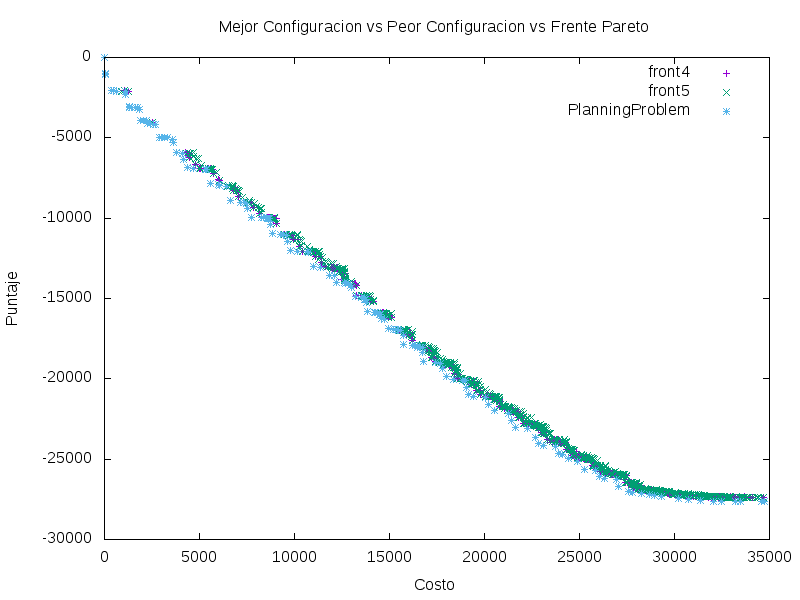 Mejor Configuracion vs Peor Configuracion vs Frente Pareto
front4
front5
PlanningProblem
0
-5000
-10000
-15000
-20000
-25000
-30000
Puntaje
0 5000 10000 15000 20000 25000 30000 35000
Costo